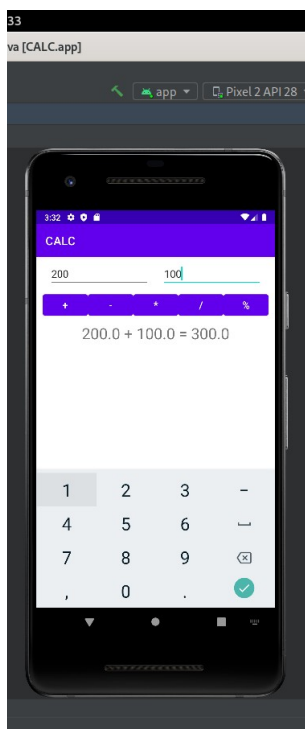 33
va [CALC.app]
app Pixel 2 API 28
3:32
CALC
200 100
+ - * / %
200.0 + 100.0 = 300.0
1 2 3 -
4 5 6
7 8 9
, 0 .